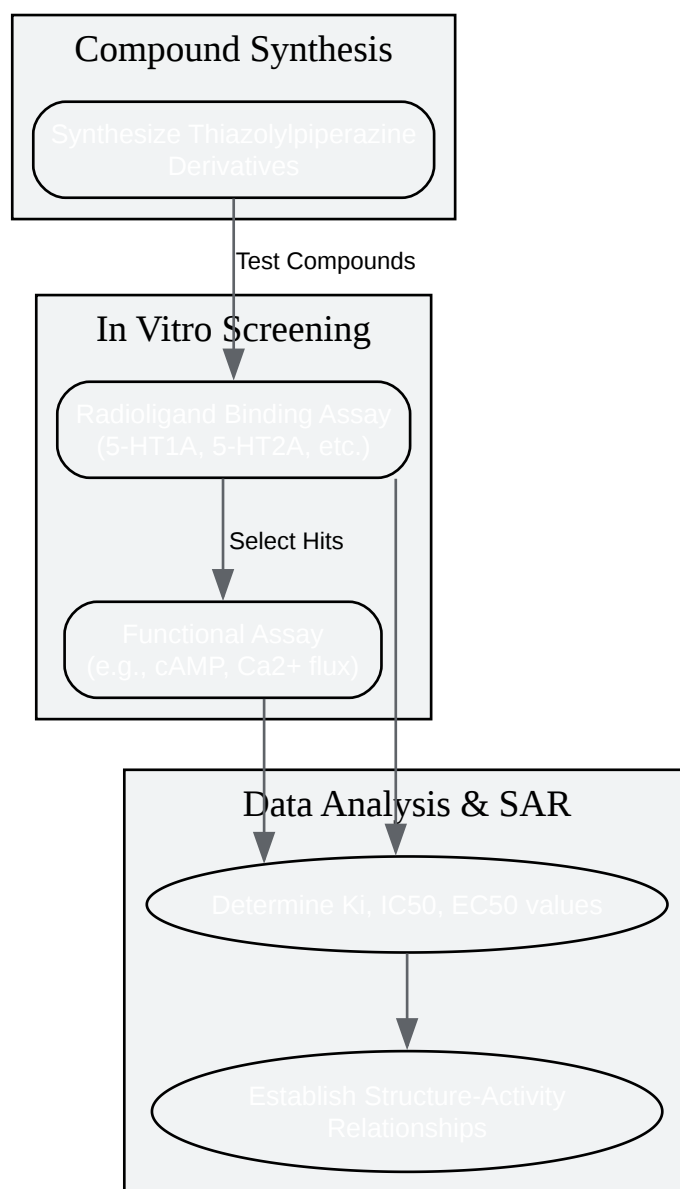 Compound Synthesis
Synthesize Thiazolylpiperazine
Derivatives
Test Compounds
In Vitro Screening
Radioligand Binding Assay
(5-HT1A, 5-HT2A, etc.)
Select Hits
Functional Assay
(e.g., cAMP, Ca2+ flux)
Data Analysis & SAR
Determine Ki, IC50, EC50 values
Establish Structure-Activity
Relationships